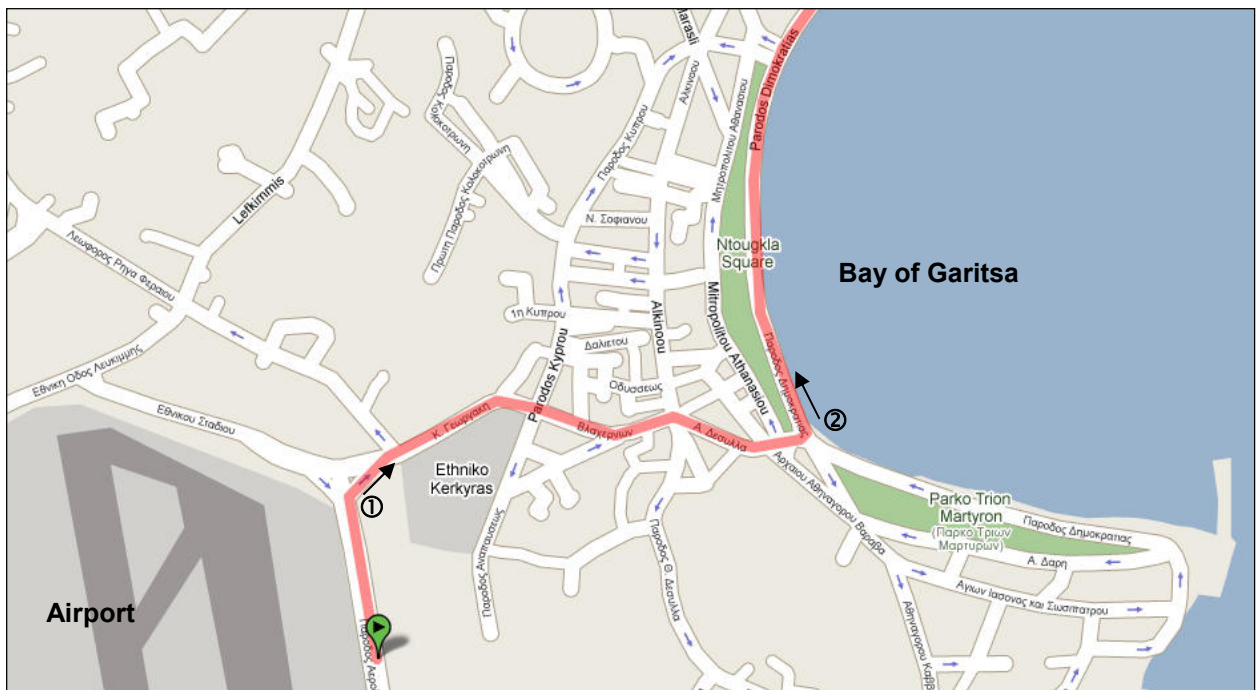 Marasli
Αλκινοου
Παροδος
Κολοκοτρωνη
Πρωτη Παροδος Κολοκοτρωνη
Παροδος Κυπρου
Μητροπολιτου Αθανασιου
Parodos Dimokratias
Lefkimmis
Λεωφορος Ρηγα Φεραιου
Ν. Σοφιανου
Ntougkla
Square
Bay of Garitsa
1η Κυπρου
Alkinoou
Mitropolitou Athanasiou
Δαλιετου
Parodos Kyprou
Οδυσσεως
Παροδος Δημοκρατιας
Εθνικη Οδος Λευκιμμης
Εθνικου Σταδιου
Κ. Γεωργακη
Βλαχερνων
Α. Δεσυλλα
②
①
Ethniko
Kerkyras
Αρχαιου Αθηναγορου Βαραβα
Parko Trion
Martyron
(Παρκο Τριων
Μαρτυρων)
Παροδος Δημοκρατιας
Α. Δαρη
Παροδος Αναπαυσεως
Παροδος Θ. Δεσυλλα
Αγιων Ιασονος και Σωσιπατρου
Airport
Παροδος Αερο
Αθηναγορου Καββ